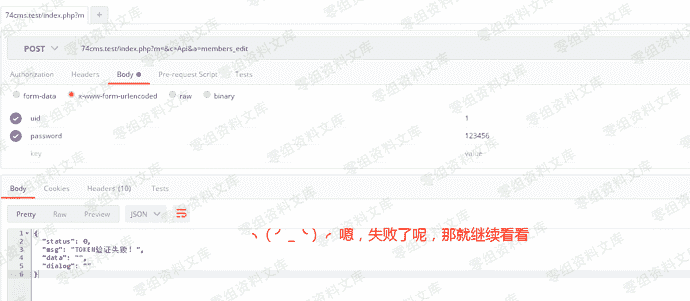 74cms.test/index.php?m
+
POST
74cms.test/index.php?m=&c=Api&a=members_edit
Authorization Headers Body Pre-request Script Tests
form-data x-www-form-urlencoded raw binary
uid 1
password 123456
key value
Body Cookies Headers (10) Tests
Pretty Raw Preview JSON
1 {
2 "status": 0,
3 "msg": "TOKEN验证失败！",
4 "data": "",
5 "dialog": ""
6 }
嗯，失败了呢，那就继续看看
零组资料文库